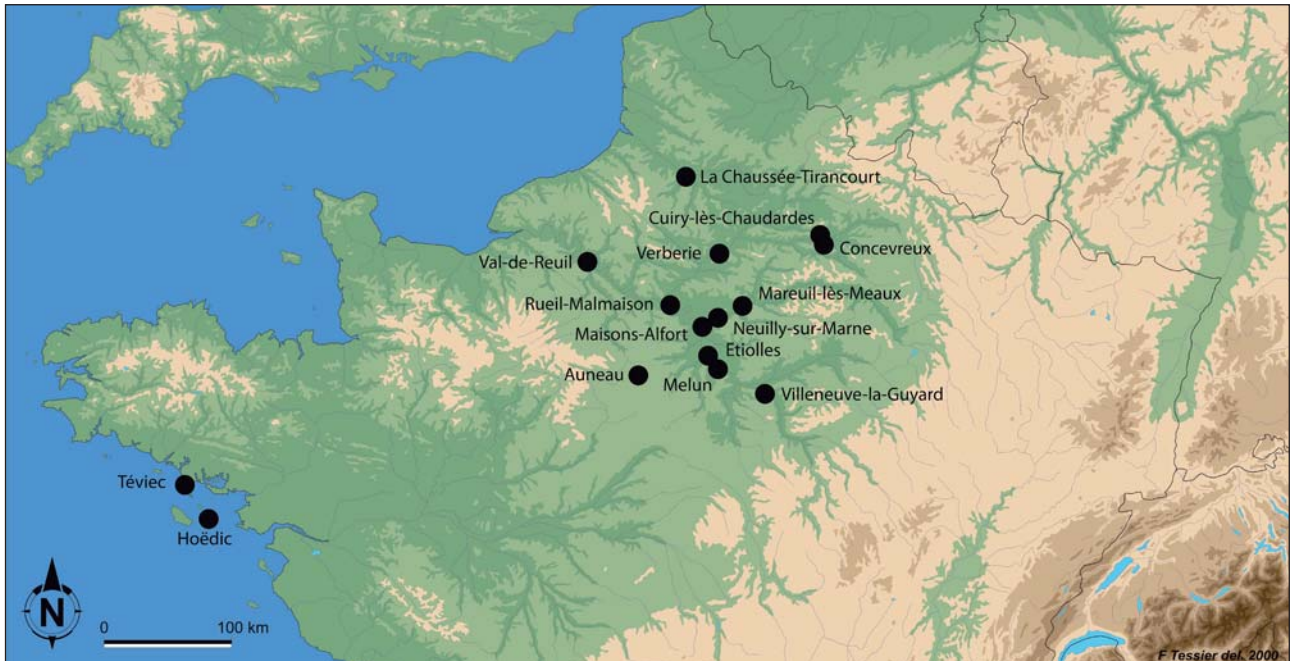 La Chaussée-Tirancourt
Cuiry-lès-Chaudardes
Concevreux
Verberie
Val-de-Reuil
Mareuil-lès-Meaux
Rueil-Malmaison
Neuilly-sur-Marne
Maisons-Alfort
Etiolles
Auneau
Melun
Villeneuve-la-Guyard
Téviec
Hoëdic
N
0 100 km
F Tessier del. 2000